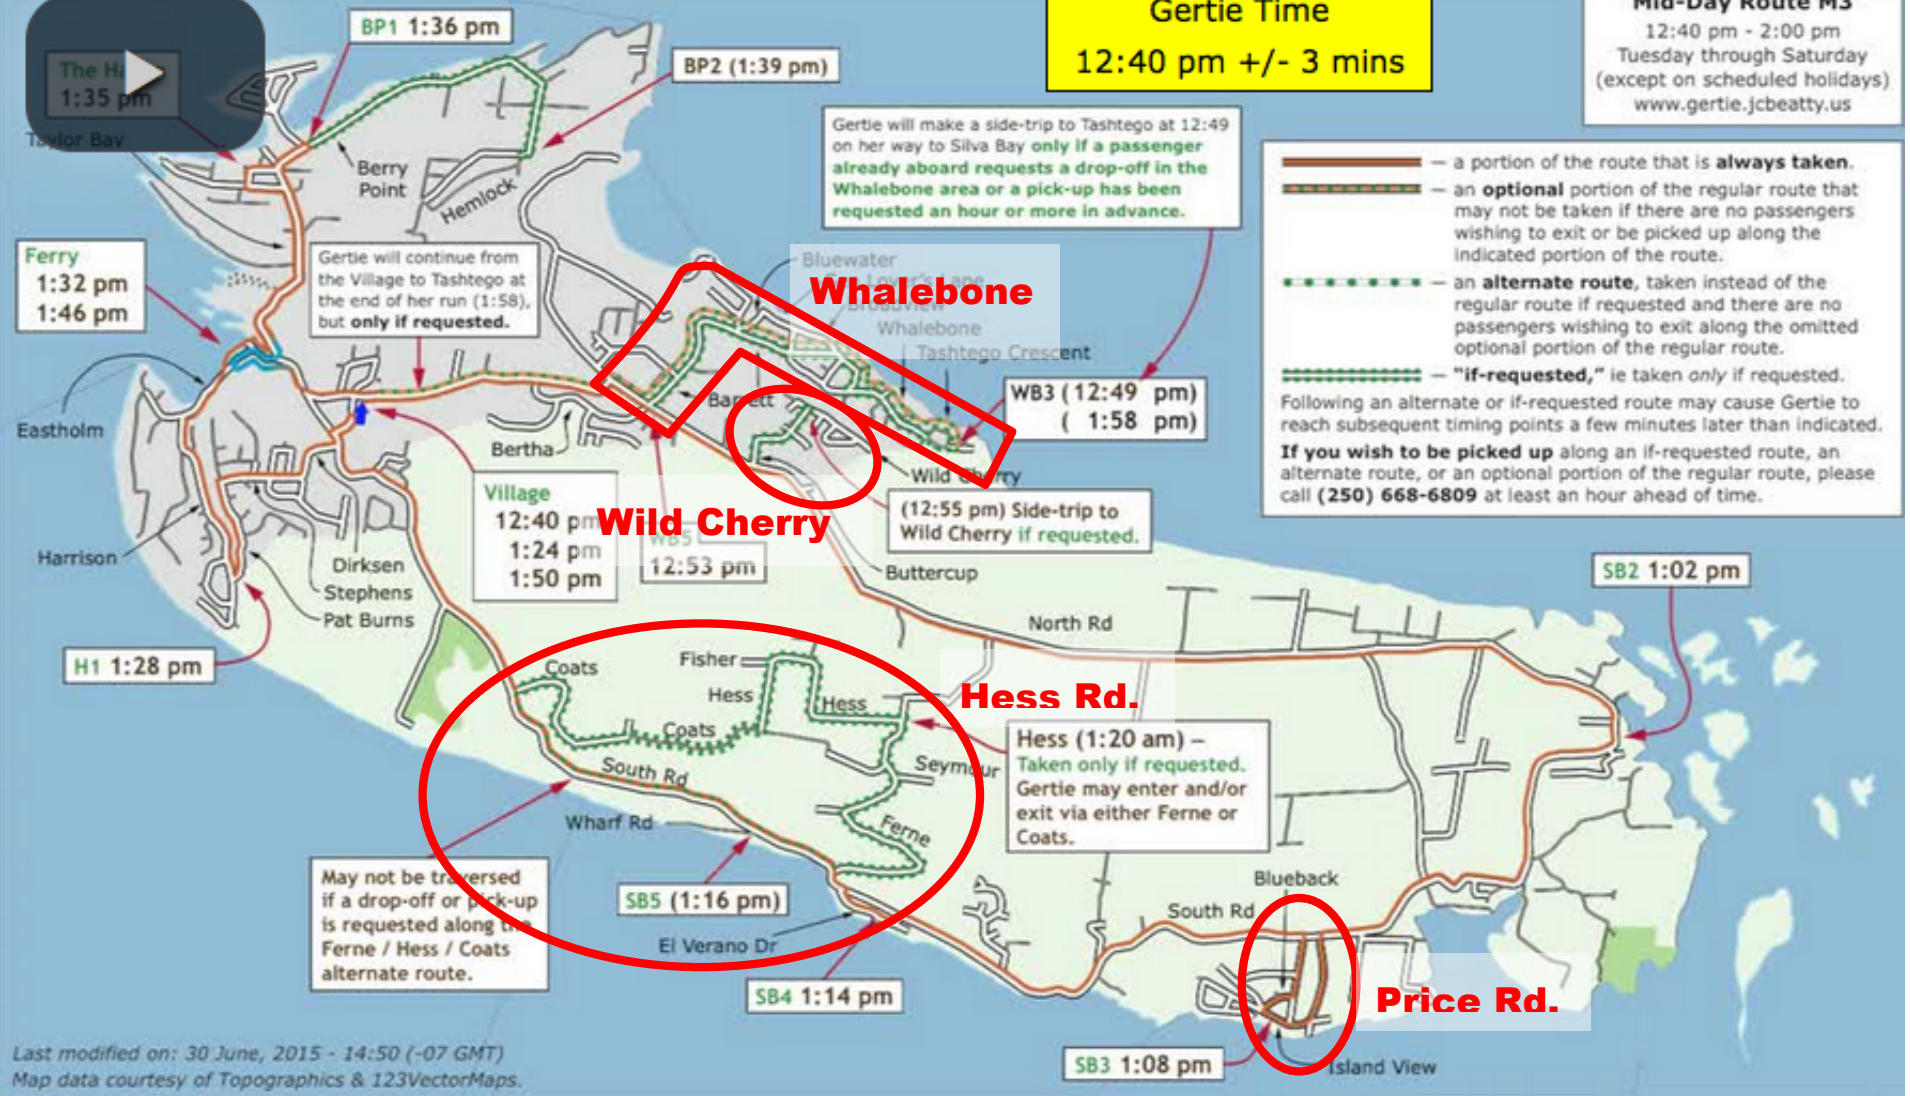 BP1 1:36 pm
BP2 (1:39 pm)
Gertie Time
12:40 pm +/- 3 mins
Mid-Day Route M3
12:40 pm - 2:00 pm
Tuesday through Saturday
(except on scheduled holidays)
www.gertie.jcbeatty.us
The Ha
1:35 pm
Taylor Bay
Berry
Point
Hemlock
Gertie will make a side-trip to Tashtego at 12:49
on her way to Silva Bay only if a passenger
already aboard requests a drop-off in the
Whalebone area or a pick-up has been
requested an hour or more in advance.
— a portion of the route that is always taken.
— an optional portion of the regular route that
may not be taken if there are no passengers
wishing to exit or be picked up along the
indicated portion of the route.
— an alternate route, taken instead of the
regular route if requested and there are no
passengers wishing to exit along the omitted
optional portion of the regular route.
— "if-requested," ie taken only if requested.
Following an alternate or if-requested route may cause Gertie to
reach subsequent timing points a few minutes later than indicated.
If you wish to be picked up along an if-requested route, an
alternate route, or an optional portion of the regular route, please
call (250) 668-6809 at least an hour ahead of time.
Ferry
1:32 pm
1:46 pm
Gertie will continue from
the Village to Tashtego at
the end of her run (1:58),
but only if requested.
Bluewater
Lover's Lane
Whalebone
Broadview
Whalebone
Tashtego Crescent
WB3 (12:49 pm)
( 1:58 pm)
Eastholm
Barrett
Bertha
Wild Cherry
Village
12:40 pm
1:24 pm
1:50 pm
Wild Cherry
WB5
12:53 pm
(12:55 pm) Side-trip to
Wild Cherry if requested.
Buttercup
Harrison
Dirksen
Stephens
Pat Burns
H1 1:28 pm
North Rd
SB2 1:02 pm
Coats
Fisher
Hess
Hess
Hess Rd.
Coats
Hess (1:20 am) –
Taken only if requested.
Gertie may enter and/or
exit via either Ferne or
Coats.
Seymour
South Rd
Wharf Rd
Ferne
May not be traversed
if a drop-off or pick-up
is requested along the
Ferne / Hess / Coats
alternate route.
SB5 (1:16 pm)
El Verano Dr
SB4 1:14 pm
Blueback
South Rd
Price Rd.
SB3 1:08 pm
Island View
Last modified on: 30 June, 2015 - 14:50 (-07 GMT)
Map data courtesy of Topographics & 123VectorMaps.